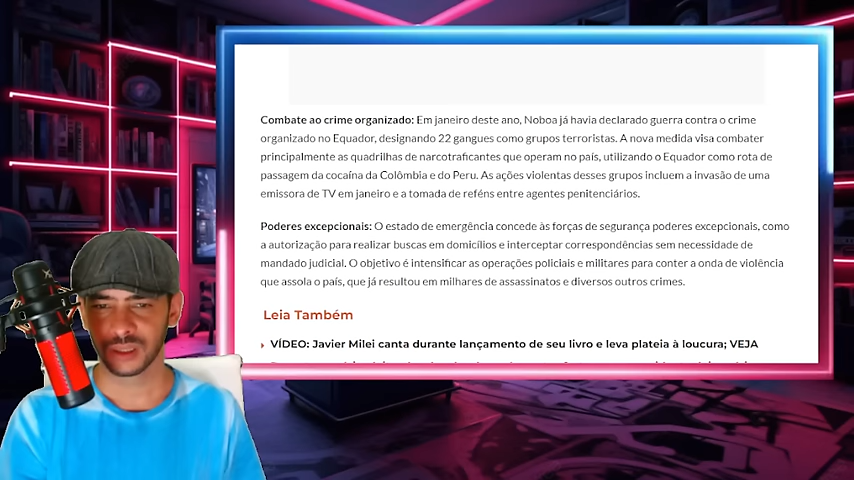 Combate ao crime organizado: Em janeiro deste ano, Noboa já havia declarado guerra contra o crime
organizado no Equador, designando 22 gangues como grupos terroristas. A nova medida visa combater
principalmente as quadrilhas de narcotraficantes que operam no país, utilizando o Equador como rota de
passagem da cocaína da Colômbia e do Peru. As ações violentas desses grupos incluem a invasão de uma
emissora de TV em janeiro e a tomada de reféns entre agentes penitenciários.
Poderes excepcionais: O estado de emergência concede às forças de segurança poderes excepcionais, como
a autorização para realizar buscas em domicílios e interceptar correspondências sem necessidade de
mandado judicial. O objetivo é intensificar as operações policiais e militares para conter a onda de violência
que assola o país, que já resultou em milhares de assassinatos e diversos outros crimes.
Leia Também
VÍDEO: Javier Milei canta durante lançamento de seu livro e leva plateia à loucura; VEJA